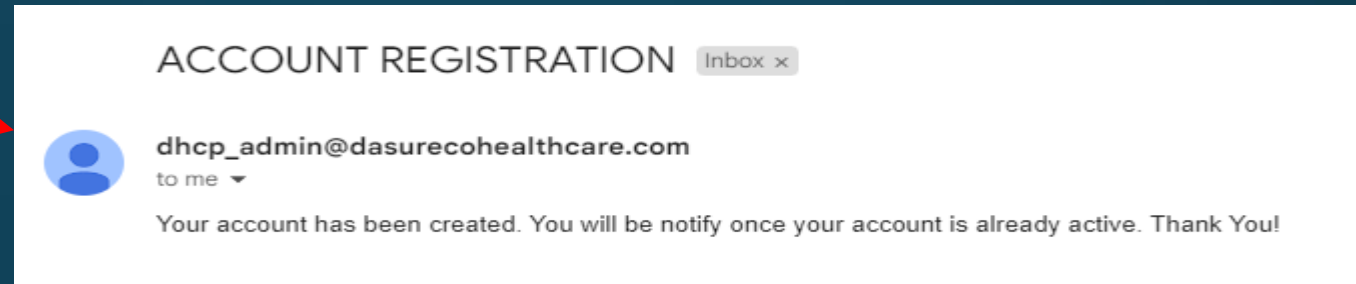 ACCOUNT REGISTRATION Inbox ×
dhcp_admin@dasurecohealthcare.com
to me
Your account has been created. You will be notify once your account is already active. Thank You!